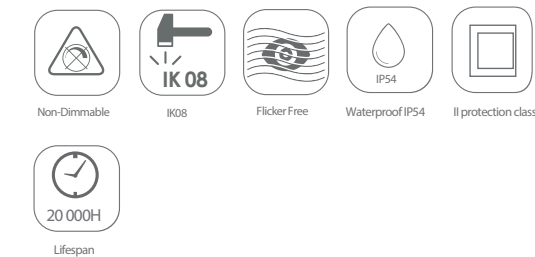 IK 08
IP54
Non-Dimmable
IK08
Flicker Free
Waterproof IP54
II protection class
20 000H
Lifespan